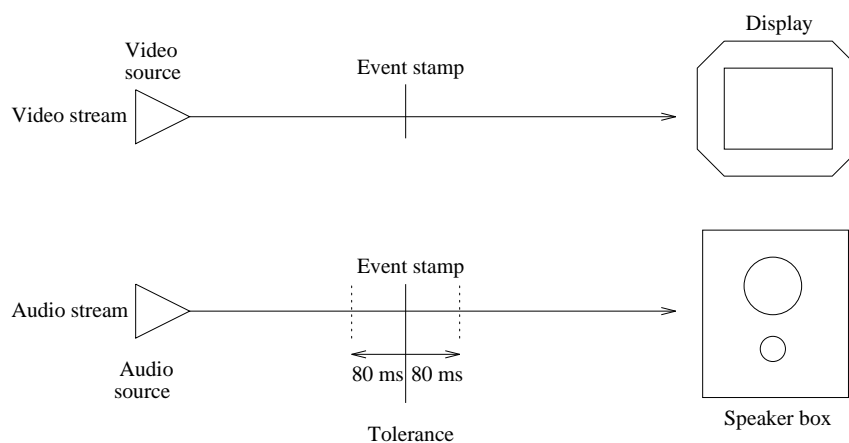 Display
Video
source
Event stamp
Video stream
Event stamp
Audio stream
80 ms 80 ms
Audio
source
Speaker box
Tolerance